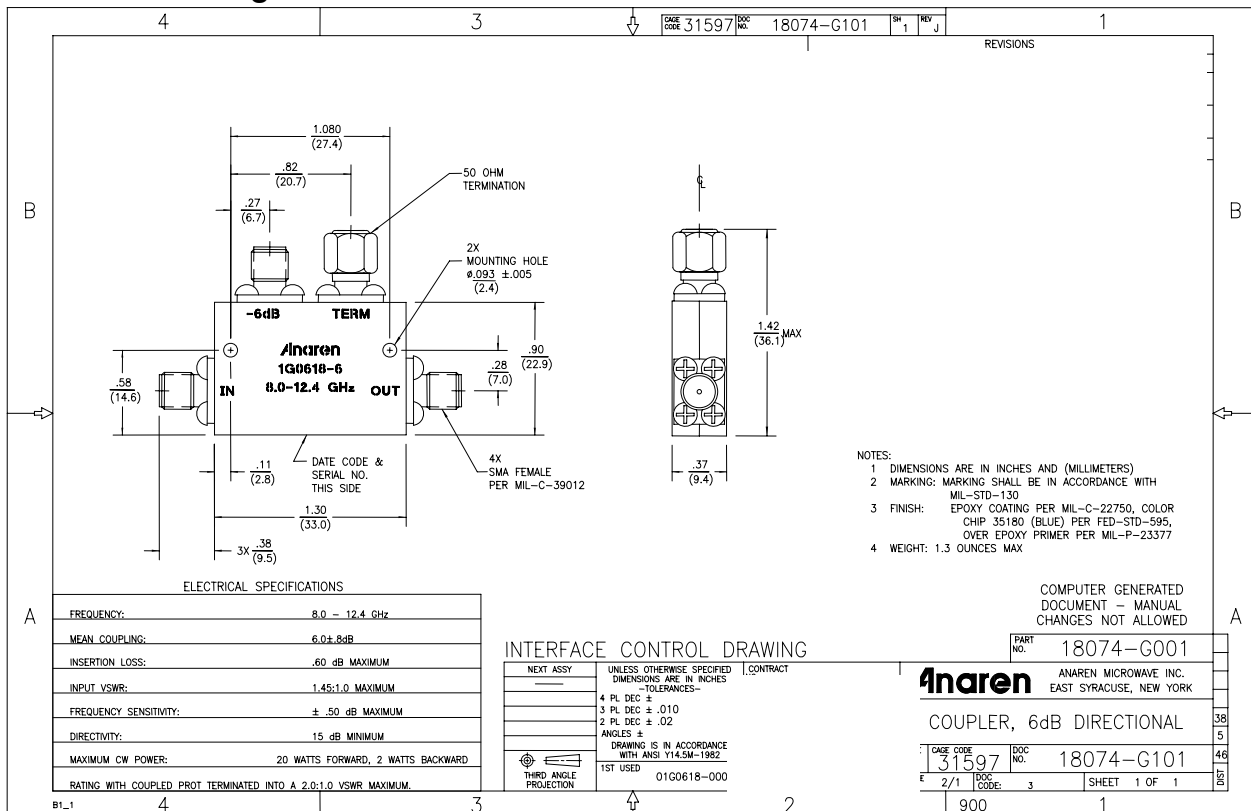 4
3
CAGE CODE 31597 DOC NO. 18074-G101 SH 1 REV J
1
REVISIONS
1.080
(27.4)
.82
(20.7)
50 OHM
TERMINATION
.27
(6.7)
B
B
2X
MOUNTING HOLE
ø.093 ±.005
(2.4)
-6dB
TERM
1.42 MAX
(36.1)
Anaren
1G0618-6
8.0-12.4 GHz
IN
OUT
.90
(22.9)
.28
(7.0)
.58
(14.6)
.11
(2.8)
DATE CODE &
SERIAL NO.
THIS SIDE
4X
SMA FEMALE
PER MIL-C-39012
.37
(9.4)
1.30
(33.0)
3X .38
(9.5)
NOTES:
1 DIMENSIONS ARE IN INCHES AND (MILLIMETERS)
2 MARKING: MARKING SHALL BE IN ACCORDANCE WITH
MIL-STD-130
3 FINISH: EPOXY COATING PER MIL-C-22750, COLOR
CHIP 35180 (BLUE) PER FED-STD-595,
OVER EPOXY PRIMER PER MIL-P-23377
4 WEIGHT: 1.3 OUNCES MAX
ELECTRICAL SPECIFICATIONS
A
A
FREQUENCY: 8.0 - 12.4 GHz
MEAN COUPLING: 6.0±.8dB
INSERTION LOSS: .60 dB MAXIMUM
INPUT VSWR: 1.45:1.0 MAXIMUM
FREQUENCY SENSITIVITY: ± .50 dB MAXIMUM
DIRECTIVITY: 15 dB MINIMUM
MAXIMUM CW POWER: 20 WATTS FORWARD, 2 WATTS BACKWARD
RATING WITH COUPLED PROT TERMINATED INTO A 2.0:1.0 VSWR MAXIMUM.
COMPUTER GENERATED
DOCUMENT - MANUAL
CHANGES NOT ALLOWED
INTERFACE CONTROL DRAWING
PART NO. 18074-G001
NEXT ASSY
UNLESS OTHERWISE SPECIFIED
DIMENSIONS ARE IN INCHES
-TOLERANCES-
4 PL DEC ±
3 PL DEC ± .010
2 PL DEC ± .02
ANGLES ±
DRAWING IS IN ACCORDANCE
WITH ANSI Y14.5M-1982
1ST USED
01G0618-000
THIRD ANGLE
PROJECTION
CONTRACT
Anaren
ANAREN MICROWAVE INC.
EAST SYRACUSE, NEW YORK
COUPLER, 6dB DIRECTIONAL
CAGE CODE 31597 DOC NO. 18074-G101
2/1 DOC CODE: 3 SHEET 1 OF 1
38
5
46
DIST
B1_1
4
3
2
900
1